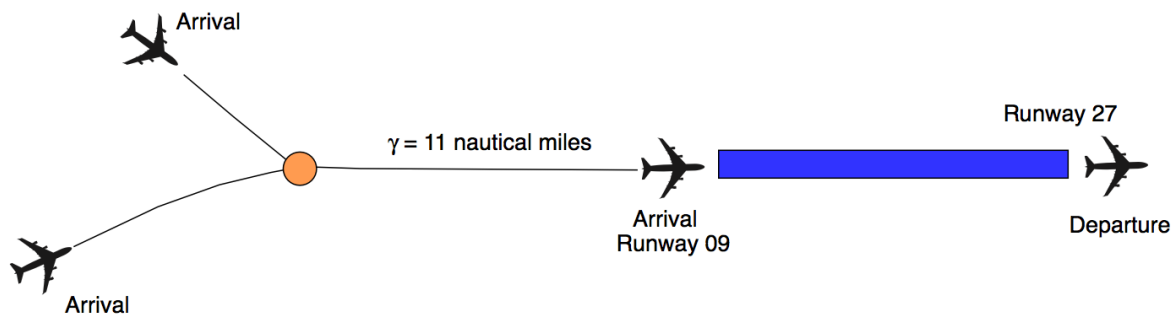 Arrival
Runway 27
γ = 11 nautical miles
Arrival
Runway 09
Departure
Arrival